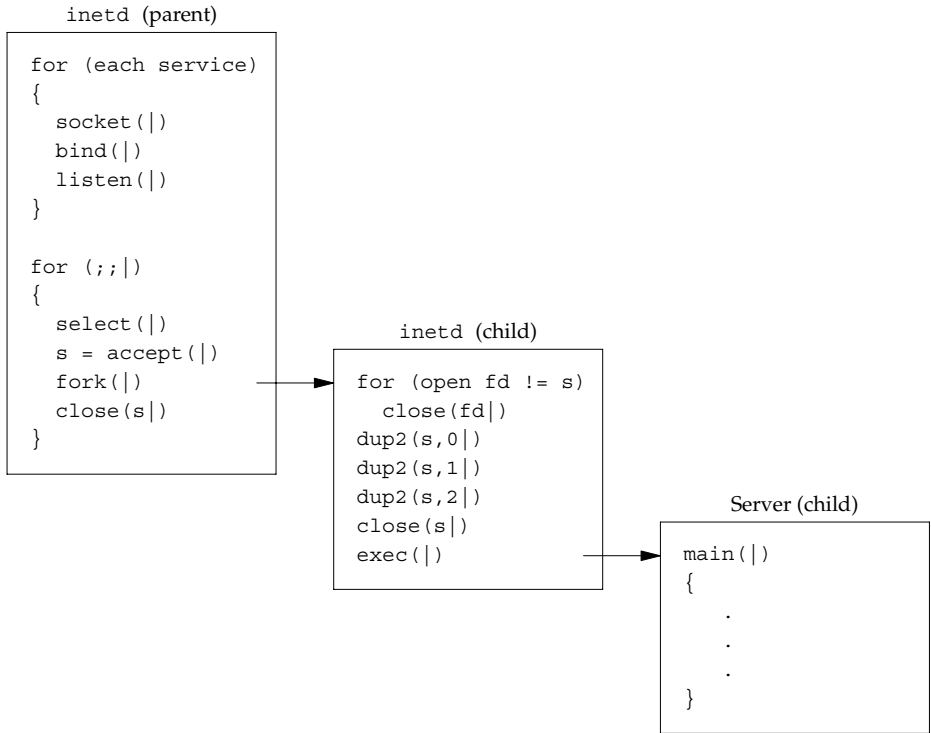 inetd (parent)
for (each service)
{
  socket(|)
  bind(|)
  listen(|)
}
for (;;|)
{
  select(|)
  s = accept(|)
  fork(|)
  close(s|)
}
inetd (child)
for (open fd != s)
  close(fd|)
dup2(s,0|)
dup2(s,1|)
dup2(s,2|)
close(s|)
exec(|)
Server (child)
main(|)
{
  .
  .
  .
}